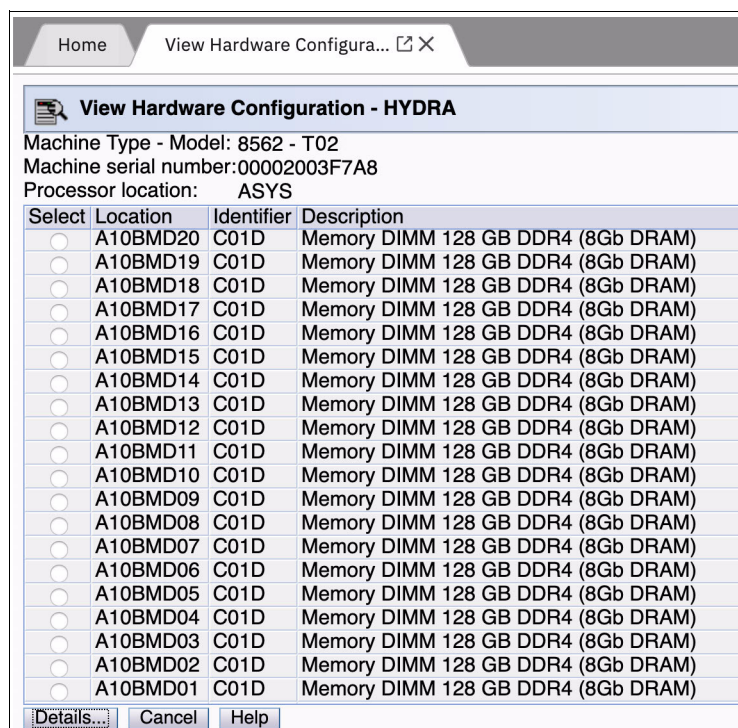 Home View Hardware Configura...
View Hardware Configuration - HYDRA
Machine Type - Model: 8562 - T02
Machine serial number:00002003F7A8
Processor location: ASYS
Select Location Identifier Description
A10BMD20 C01D Memory DIMM 128 GB DDR4 (8Gb DRAM)
A10BMD19 C01D Memory DIMM 128 GB DDR4 (8Gb DRAM)
A10BMD18 C01D Memory DIMM 128 GB DDR4 (8Gb DRAM)
A10BMD17 C01D Memory DIMM 128 GB DDR4 (8Gb DRAM)
A10BMD16 C01D Memory DIMM 128 GB DDR4 (8Gb DRAM)
A10BMD15 C01D Memory DIMM 128 GB DDR4 (8Gb DRAM)
A10BMD14 C01D Memory DIMM 128 GB DDR4 (8Gb DRAM)
A10BMD13 C01D Memory DIMM 128 GB DDR4 (8Gb DRAM)
A10BMD12 C01D Memory DIMM 128 GB DDR4 (8Gb DRAM)
A10BMD11 C01D Memory DIMM 128 GB DDR4 (8Gb DRAM)
A10BMD10 C01D Memory DIMM 128 GB DDR4 (8Gb DRAM)
A10BMD09 C01D Memory DIMM 128 GB DDR4 (8Gb DRAM)
A10BMD08 C01D Memory DIMM 128 GB DDR4 (8Gb DRAM)
A10BMD07 C01D Memory DIMM 128 GB DDR4 (8Gb DRAM)
A10BMD06 C01D Memory DIMM 128 GB DDR4 (8Gb DRAM)
A10BMD05 C01D Memory DIMM 128 GB DDR4 (8Gb DRAM)
A10BMD04 C01D Memory DIMM 128 GB DDR4 (8Gb DRAM)
A10BMD03 C01D Memory DIMM 128 GB DDR4 (8Gb DRAM)
A10BMD02 C01D Memory DIMM 128 GB DDR4 (8Gb DRAM)
A10BMD01 C01D Memory DIMM 128 GB DDR4 (8Gb DRAM)
Details... Cancel Help